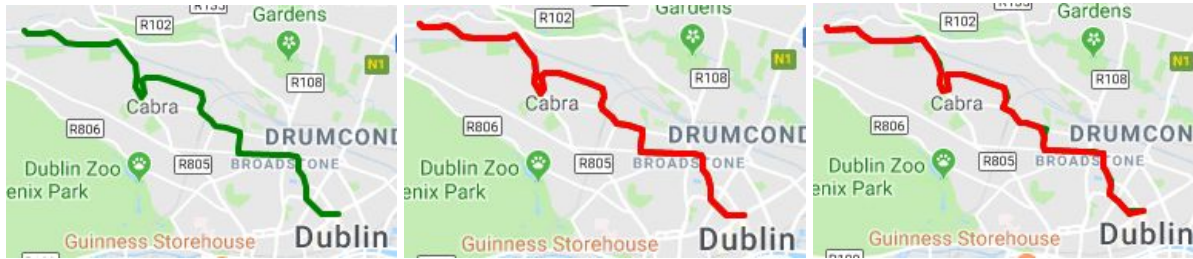 R102
Gardens
N1
R108
Cabra
R806
DRUMCOND
Dublin Zoo
R805
BROADSTONE
enix Park
Guinness Storehouse
Dublin
R102
Gardens
N1
R108
Cabra
R806
DRUMCOND
Dublin Zoo
R805
BROADSTONE
enix Park
Guinness Storehouse
Dublin
R102
Gardens
N1
R108
Cabra
R806
DRUMCON
Dublin Zoo
R805
BROADSTONE
enix Park
Guinness Storehouse
Dublin